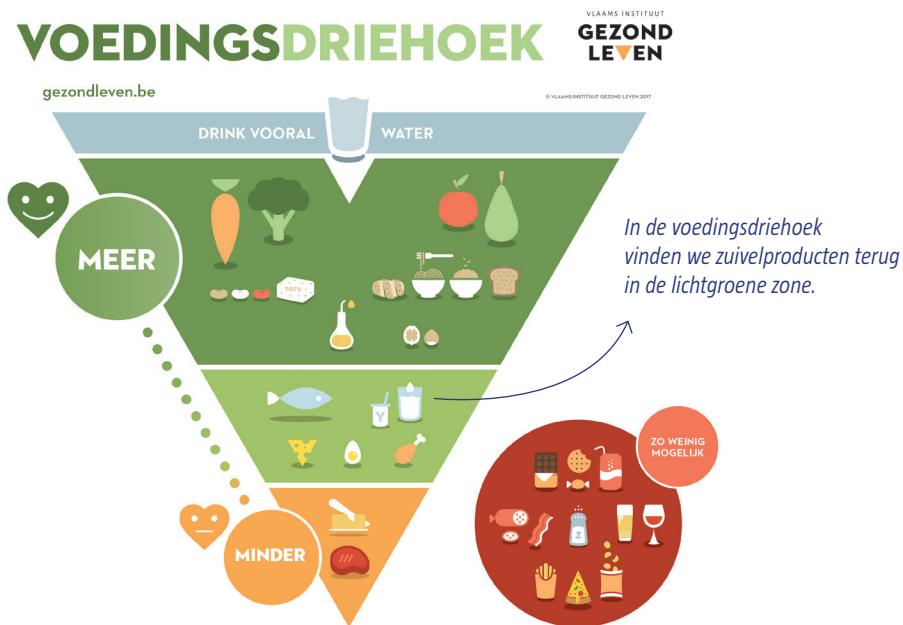 VOEDINGSDRIEHOEK
VLAAMS INSTITUUT
GEZOND
LEVEN
gezondleven.be
© VLAAMS INSTITUUT GEZOND LEVEN 2017
DRINK VOORAL WATER
MEER
TOFU
Y
In de voedingsdriehoek
vinden we zuivelproducten terug
in de lichtgroene zone.
ZO WEINIG
MOGELIJK
Z
MINDER